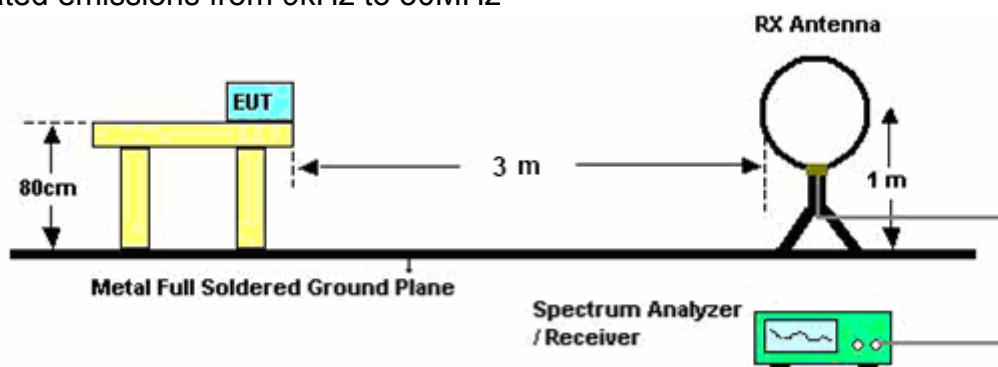 RX Antenna
EUT
80cm
3 m
1 m
Metal Full Soldered Ground Plane
Spectrum Analyzer
/ Receiver